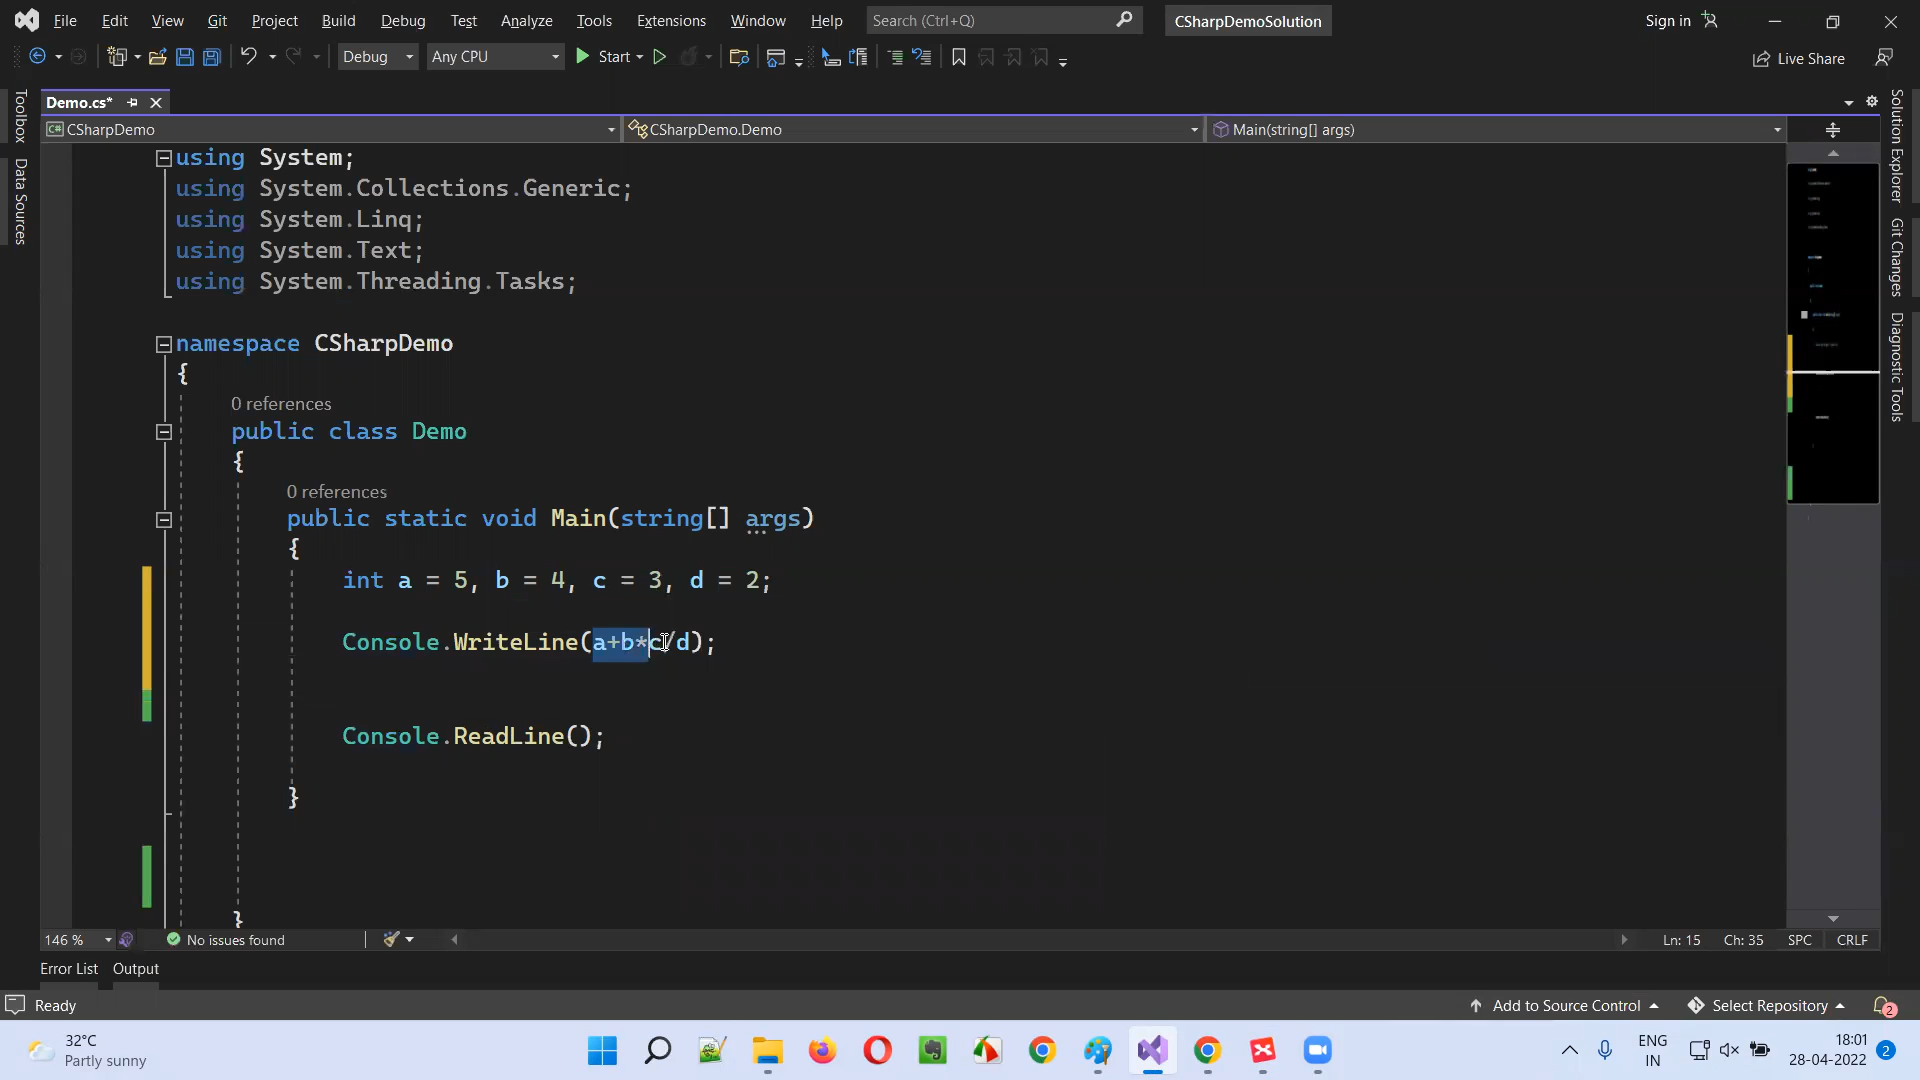 File Edit View Git Project Build Debug Test Analyze Tools Extensions Window Help Search (Ctrl+Q) CSharpDemoSolution Sign in
Debug Any CPU Start Live Share
Demo.cs*
CSharpDemo CSharpDemo.Demo Main(string[] args)
Toolbox
Data Sources
Solution Explorer
Git Changes
Diagnostic Tools
using System;
using System.Collections.Generic;
using System.Linq;
using System.Text;
using System.Threading.Tasks;
namespace CSharpDemo
{
0 references
public class Demo
{
0 references
public static void Main(string[] args)
{
int a = 5, b = 4, c = 3, d = 2;
Console.WriteLine(a+b*c/d);
Console.ReadLine();
}
}
146 % No issues found Ln: 15 Ch: 35 SPC CRLF
Error List Output
Ready Add to Source Control Select Repository 2
32°C
Partly sunny
ENG
IN
18:01
28-04-2022
2